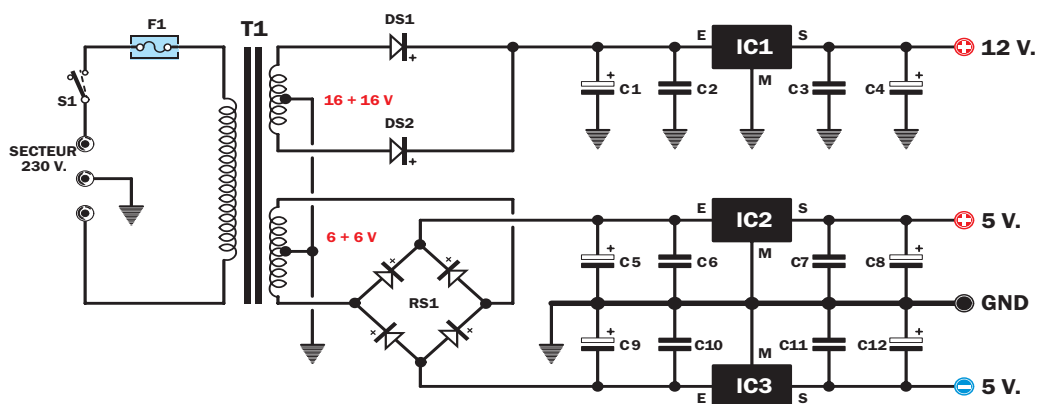 F1
T1
DS1
E IC1 S
12 V.
S1
16 + 16 V
M
C1 C2 C3 C4
DS2
SECTEUR
230 V.
E IC2 S
5 V.
6 + 6 V
M
C5 C6 C7 C8
RS1
GND
C9 C10 C11 C12
M
E IC3 S
5 V.